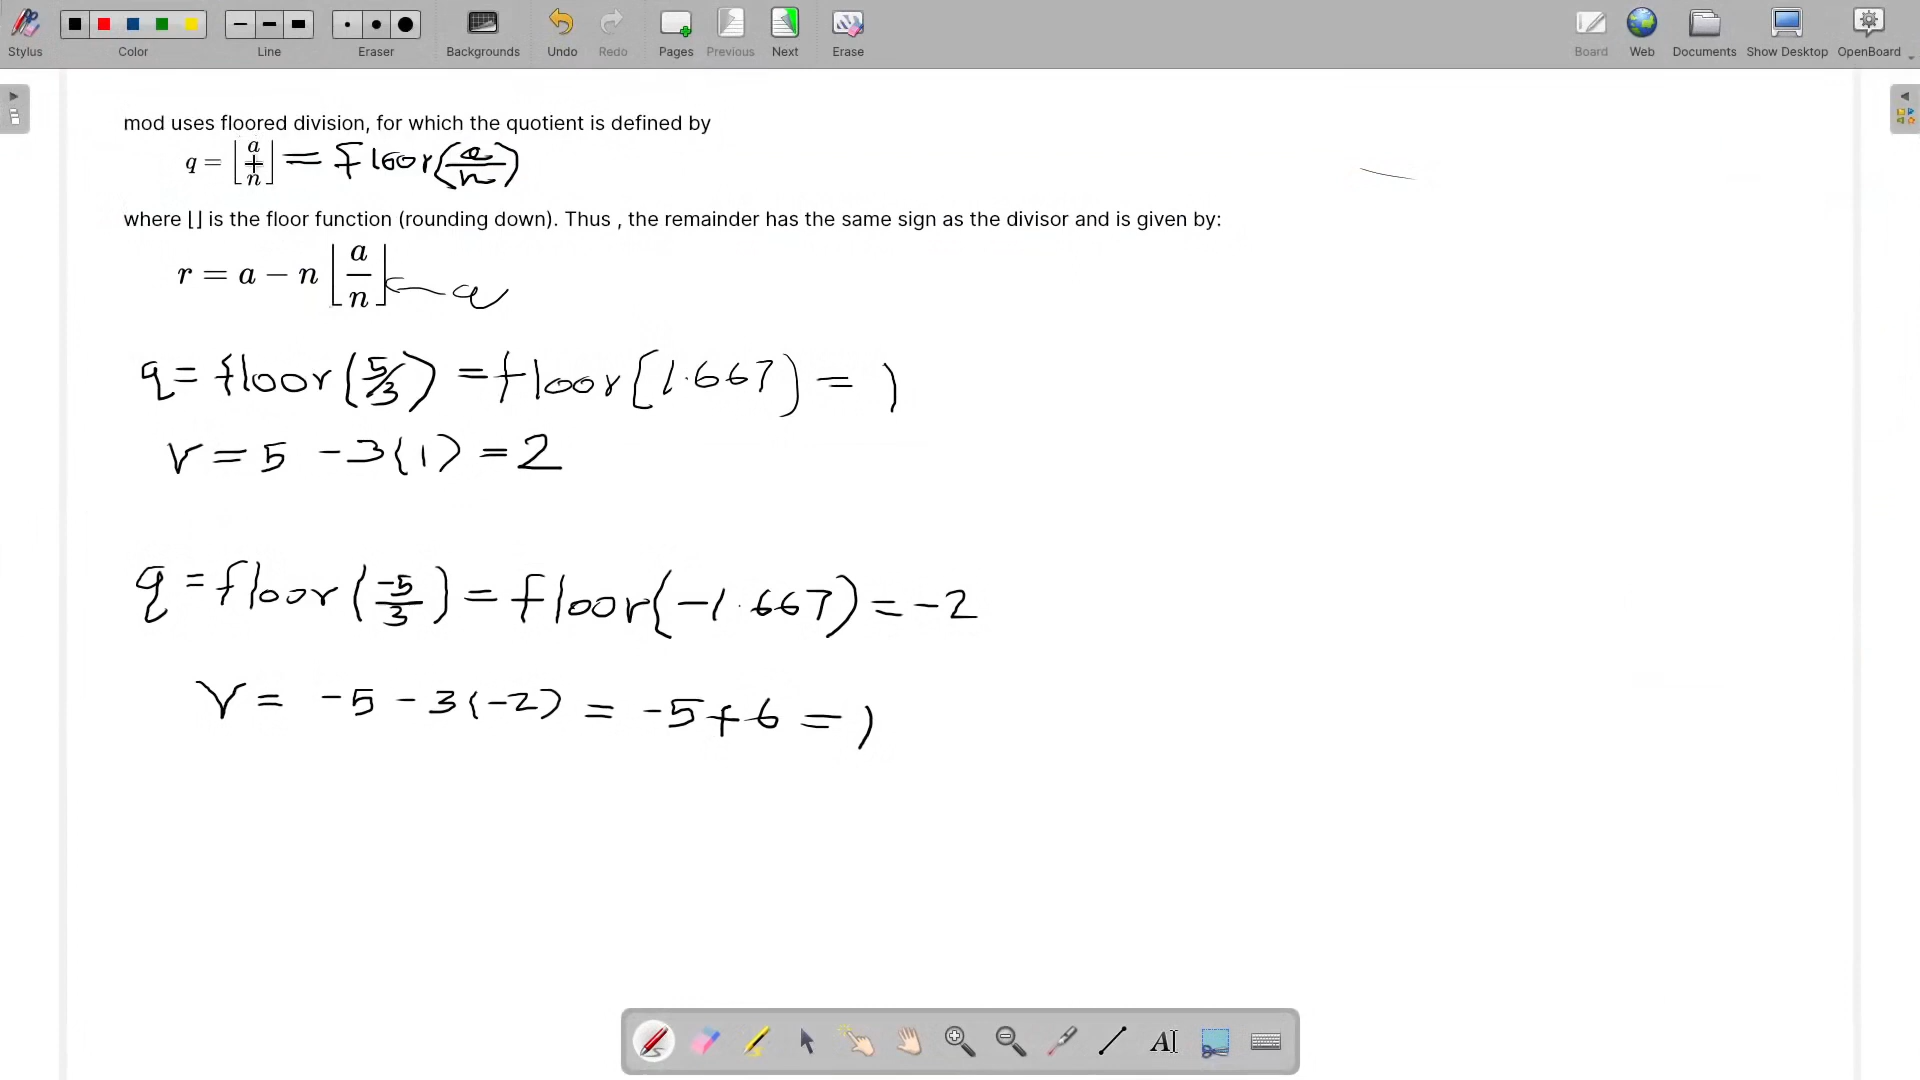 Stylus Color Line Eraser Backgrounds Undo Redo Pages Previous Next Erase Board Web Documents Show Desktop OpenBoard
mod uses floored division, for which the quotient is defined by
q = ⌊a/n⌋ = Floor(a/n)
where ⌊⌋ is the floor function (rounding down). Thus , the remainder has the same sign as the divisor and is given by:
r = a − n ⌊a/n⌋ ← q
q = floor(5/3) = floor(1.667) = 1
r = 5 - 3(1) = 2
q = floor(-5/3) = floor(-1.667) = -2
r = -5 - 3(-2) = -5+6 = 1